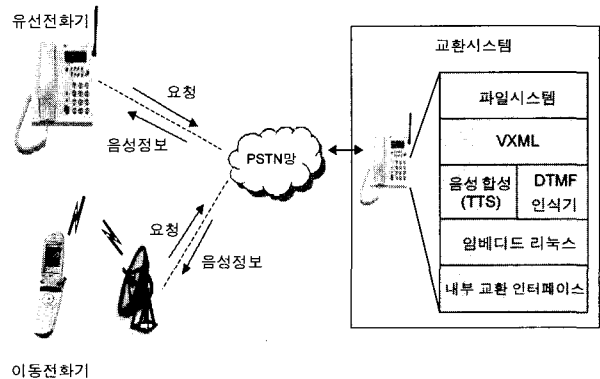 유선전화기
요청
음성정보
PSTN망
요청
음성정보
이동전화기
교환시스템
파일시스템
VXML
음성 합성
(TTS)
DTMF
인식기
임베디드 리눅스
내부 교환 인터페이스